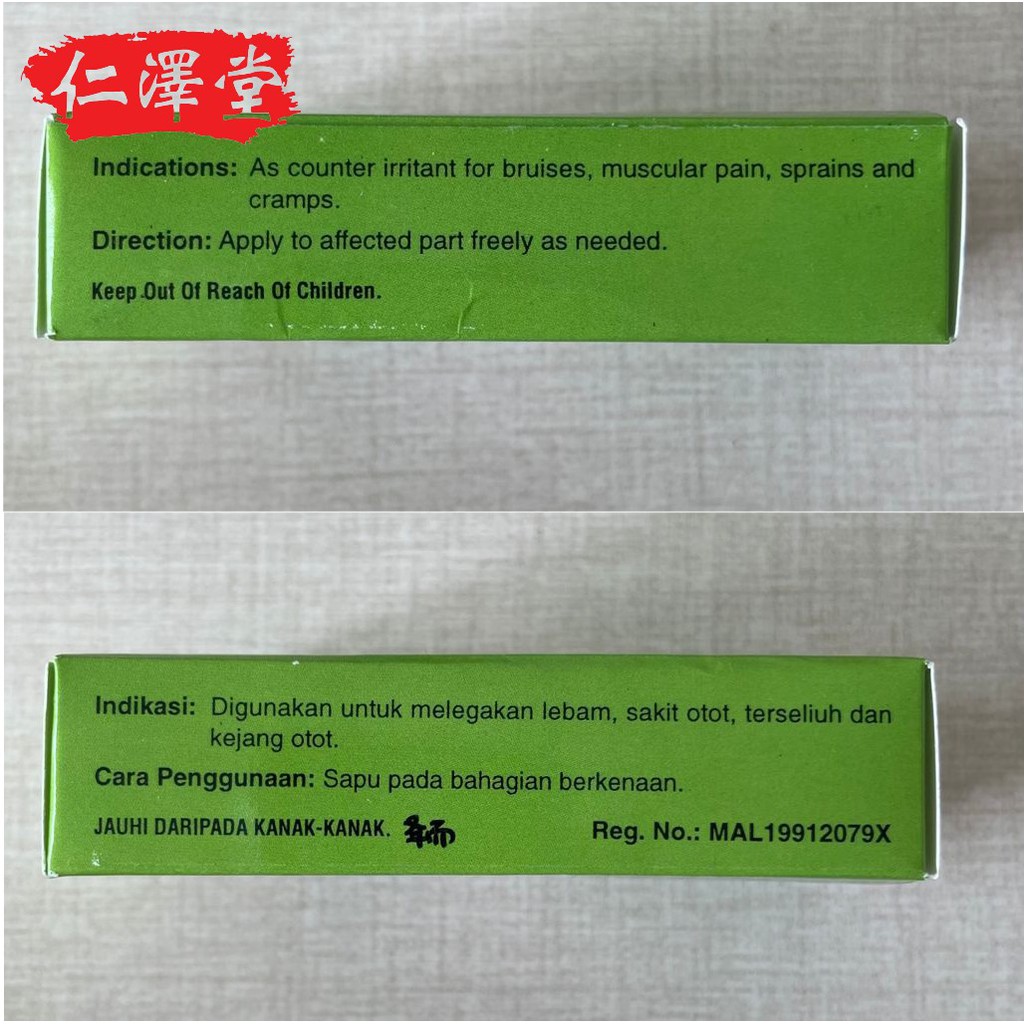 仁澤堂
Indications: As counter irritant for bruises, muscular pain, sprains and
cramps.
Direction: Apply to affected part freely as needed.
Keep Out Of Reach Of Children.
Indikasi: Digunakan untuk melegakan lebam, sakit otot, terseliuh dan
kejang otot.
Cara Penggunaan: Sapu pada bahagian berkenaan.
JAUHI DARIPADA KANAK-KANAK. Reg. No.: MAL19912079X